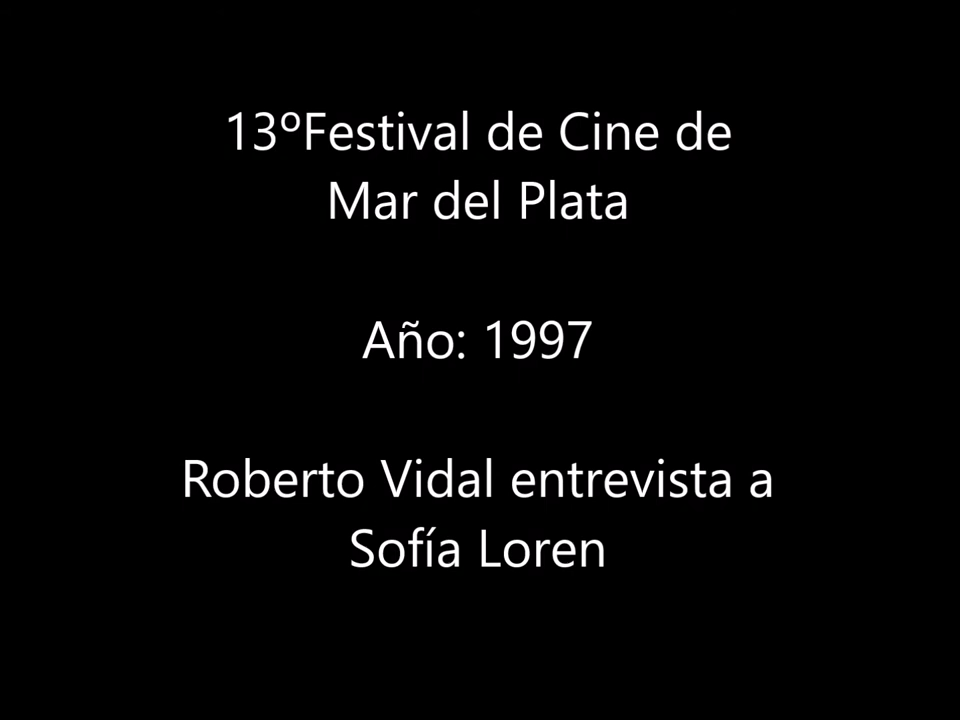 13ºFestival de Cine de
Mar del Plata
Año: 1997
Roberto Vidal entrevista a
Sofía Loren